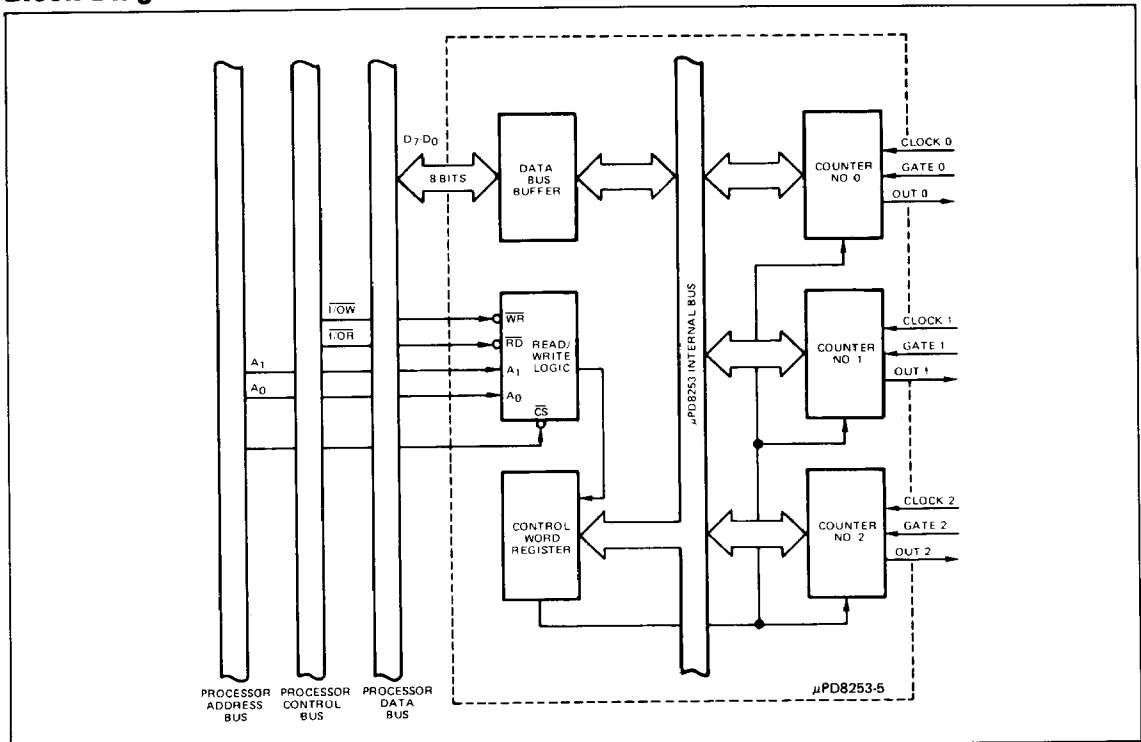 D7-D0
8 BITS
DATA
BUS
BUFFER
COUNTER
NO 0
CLOCK 0
GATE 0
OUT 0
I/OW
I/OR
A1
A0
WR
RD
READ/
WRITE
LOGIC
A1
A0
CS
µPD8253 INTERNAL BUS
COUNTER
NO 1
CLOCK 1
GATE 1
OUT 1
CONTROL
WORD
REGISTER
COUNTER
NO 2
CLOCK 2
GATE 2
OUT 2
µPD8253-5
PROCESSOR
ADDRESS
BUS
PROCESSOR
CONTROL
BUS
PROCESSOR
DATA
BUS